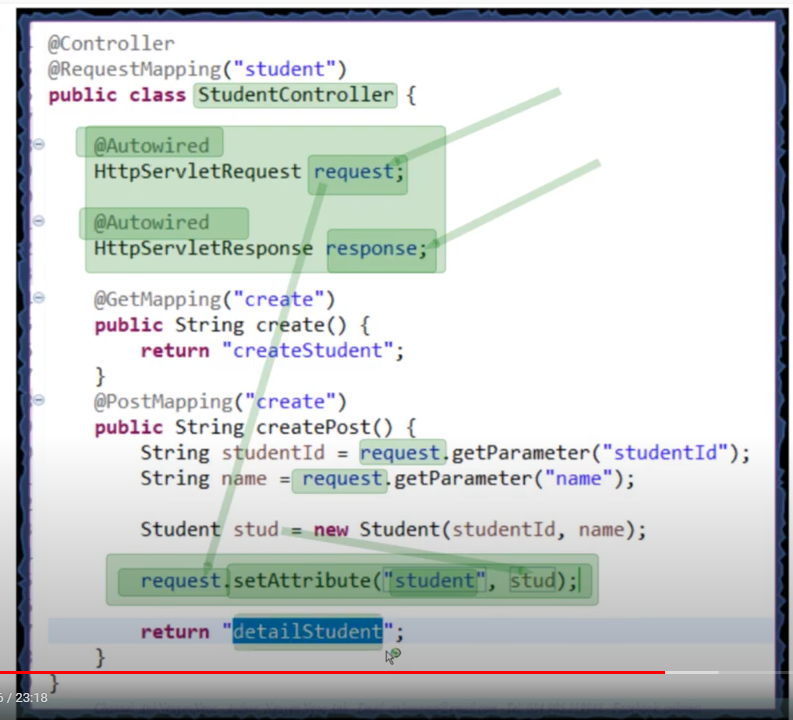 @Controller
@RequestMapping("student")
public class StudentController {
@Autowired
HttpServletRequest request;
@Autowired
HttpServletResponse response;
@GetMapping("create")
public String create() {
return "createStudent";
}
@PostMapping("create")
public String createPost() {
String studentId = request.getParameter("studentId");
String name = request.getParameter("name");
Student stud = new Student(studentId, name);
request.setAttribute("student", stud);
return "detailStudent";
}
}
/ 23:18